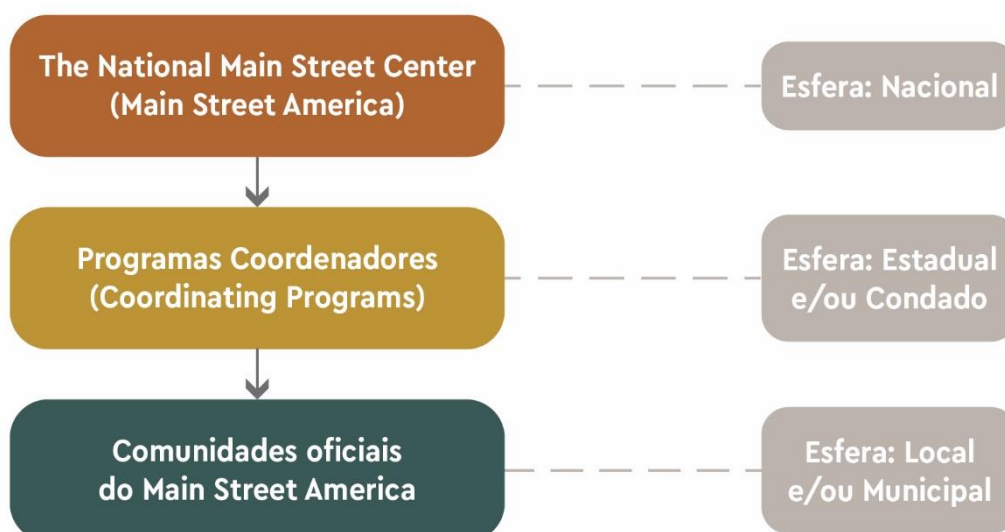 The National Main Street Center
(Main Street America)
Esfera: Nacional
Programas Coordenadores
(Coordinating Programs)
Esfera: Estadual
e/ou Condado
Comunidades oficiais
do Main Street America
Esfera: Local
e/ou Municipal